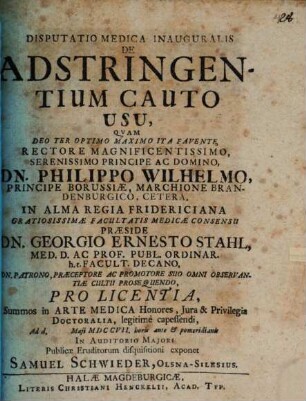 DISPUTATIO MEDICA INAUGURALIS
DE
ADSTRINGEN-
TIUM CAUTO
USU,
QVAM
DEO TER OPTIMO MAXIMO ITA FAVENTE,
RECTORE MAGNIFICENTISSIMO,
SERENISSIMO PRINCIPE AC DOMINO,
DN. PHILIPPO WILHELMO,
PRINCIPE BORUSSIÆ, MARCHIONE BRAN-
DENBURGICO, CETERA,
IN ALMA REGIA FRIDERICIANA
GRATIOSISSIMÆ FACULTATIS MEDICÆ CONSENSU
PRÆSIDE
DN. GEORGIO ERNESTO STAHL,
MED. D. AC PROF. PUBL. ORDINAR.
h.t. FACULT. DECANO,
DN. PATRONO, PRÆCEPTORE AC PROMOTORE SUO OMNI OBSERVAN-
TIÆ CULTU PROSEQUENDO,
PRO LICENTIA,
Summos in ARTE MEDICA Honores, Jura & Privilegia
DOCTORALIA, legitimè capessendi,
Ad d. Maji MDCCVII. horis ante & pomeridianis
IN AUDITORIO MAJORI
Publicæ Eruditorum disquisitioni exponet
SAMUEL SCHWIEDER, OLSNA-SILESIUS.
HALÆ MAGDEBURGICÆ,
LITERIS CHRISTIANI HENCKELII, ACAD. TYP.